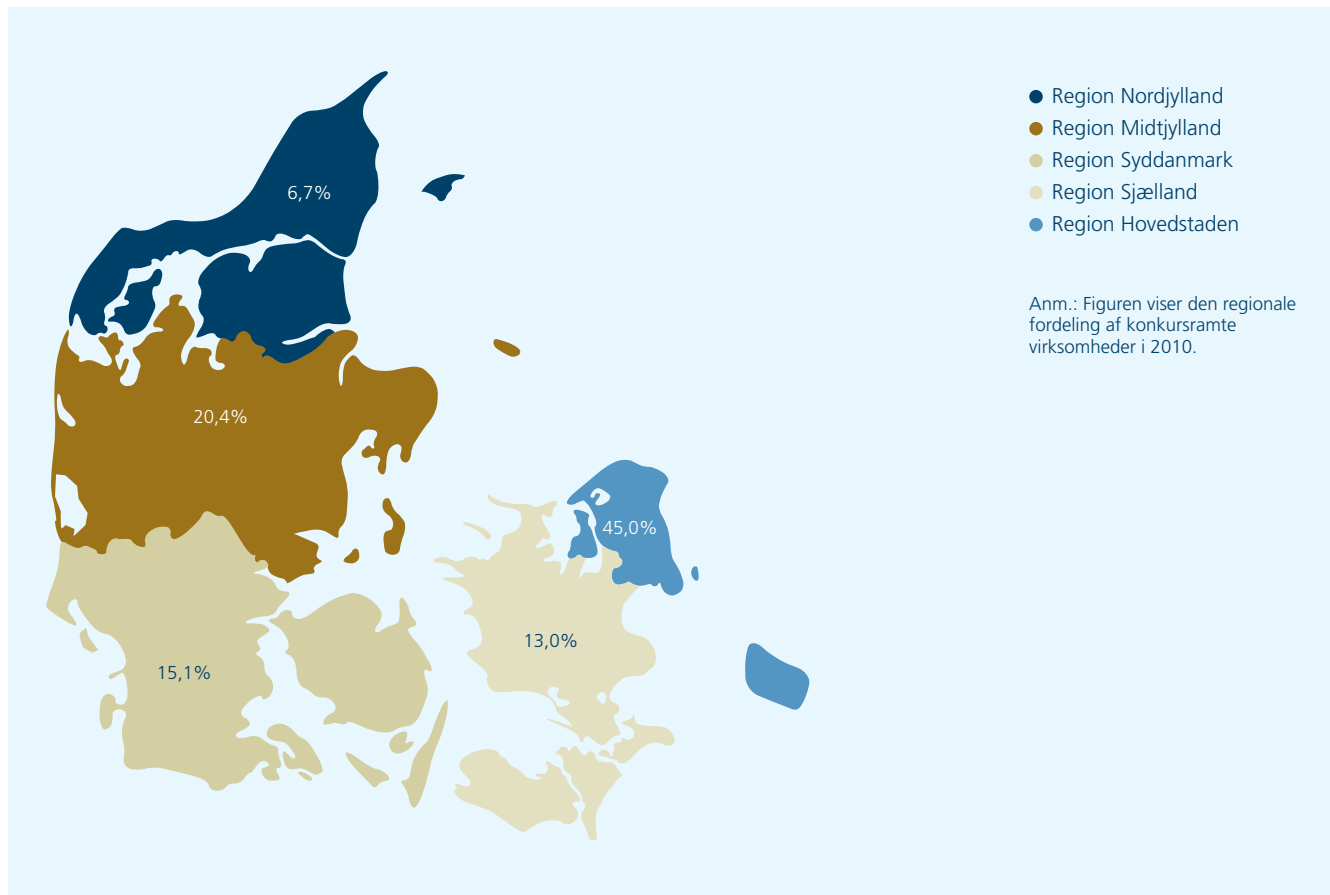 Region Nordjylland
Region Midtjylland
Region Syddanmark
Region Sjælland
Region Hovedstaden
Anm.: Figuren viser den regionale
fordeling af konkursramte
virksomheder i 2010.
6,7%
20,4%
45,0%
13,0%
15,1%